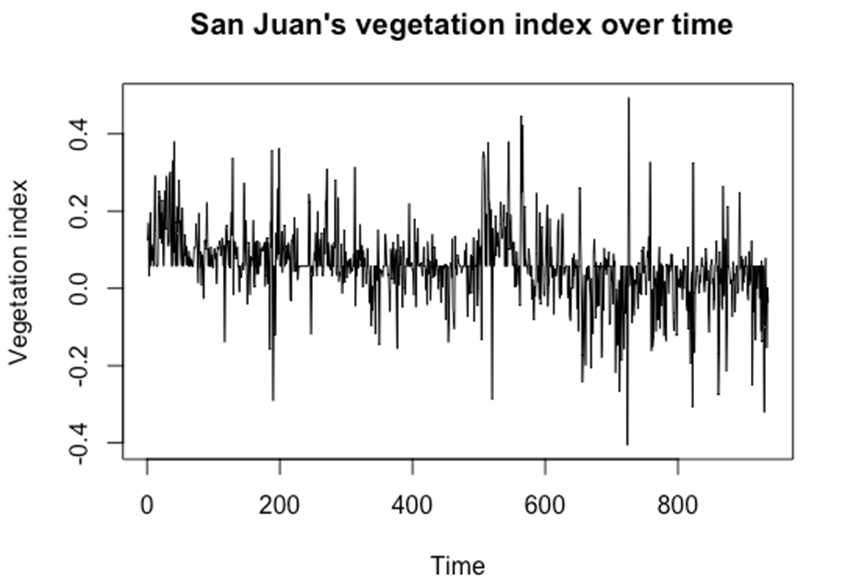 San Juan's vegetation index over time
Vegetation index
0.4
0.2
0.0
-0.2
-0.4
0 200 400 600 800
Time